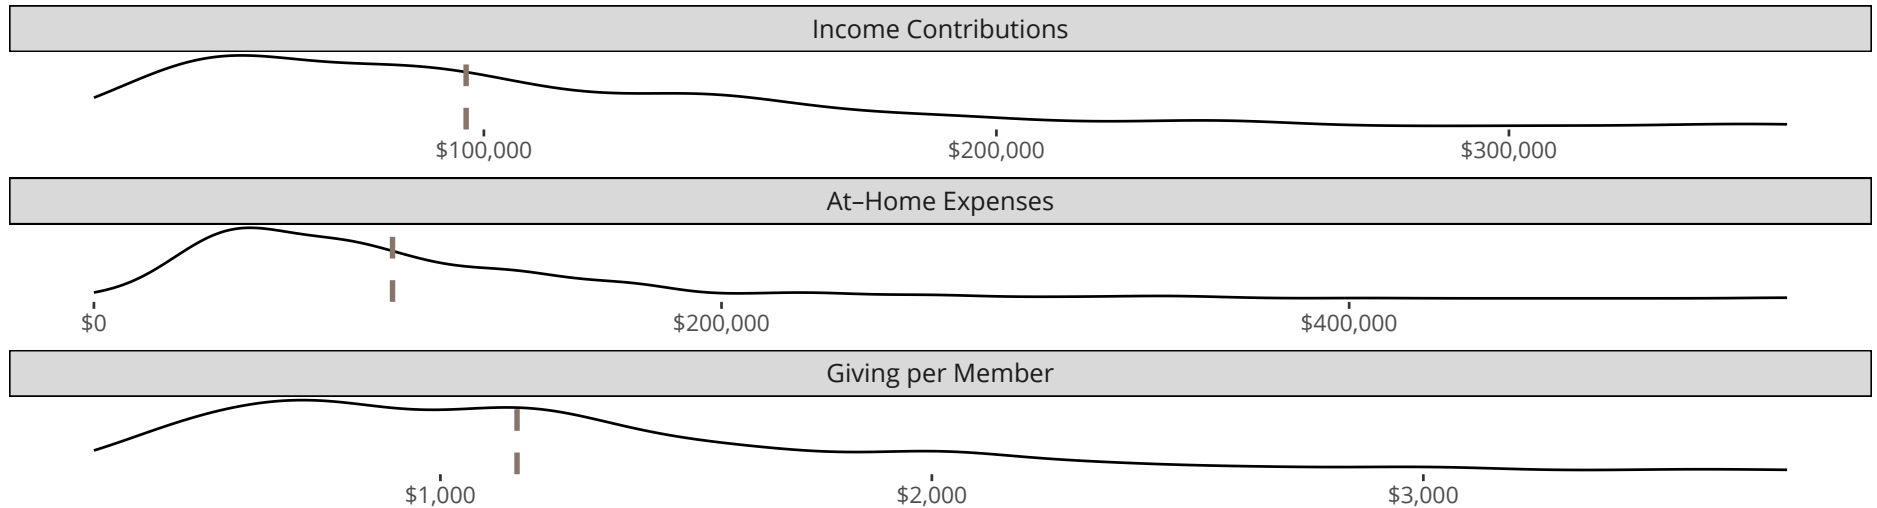 Income Contributions
$100,000 $200,000 $300,000
At–Home Expenses
$0 $200,000 $400,000
Giving per Member
$1,000 $2,000 $3,000